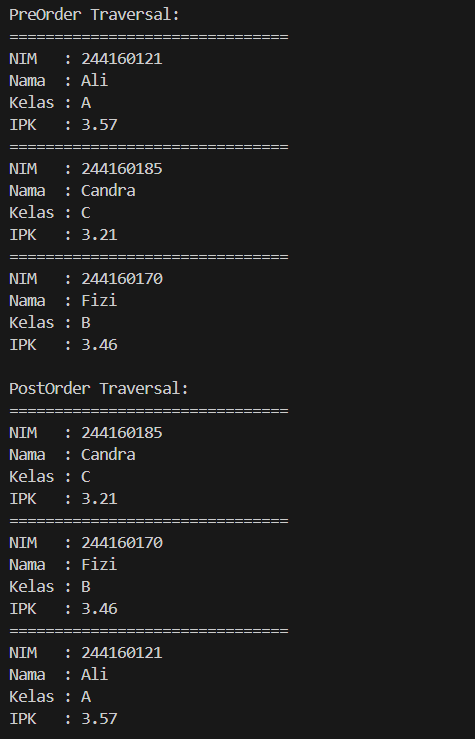 PreOrder Traversal:
===============================
NIM   : 244160121
Nama  : Ali
Kelas : A
IPK   : 3.57
===============================
NIM   : 244160185
Nama  : Candra
Kelas : C
IPK   : 3.21
===============================
NIM   : 244160170
Nama  : Fizi
Kelas : B
IPK   : 3.46

PostOrder Traversal:
===============================
NIM   : 244160185
Nama  : Candra
Kelas : C
IPK   : 3.21
===============================
NIM   : 244160170
Nama  : Fizi
Kelas : B
IPK   : 3.46
===============================
NIM   : 244160121
Nama  : Ali
Kelas : A
IPK   : 3.57